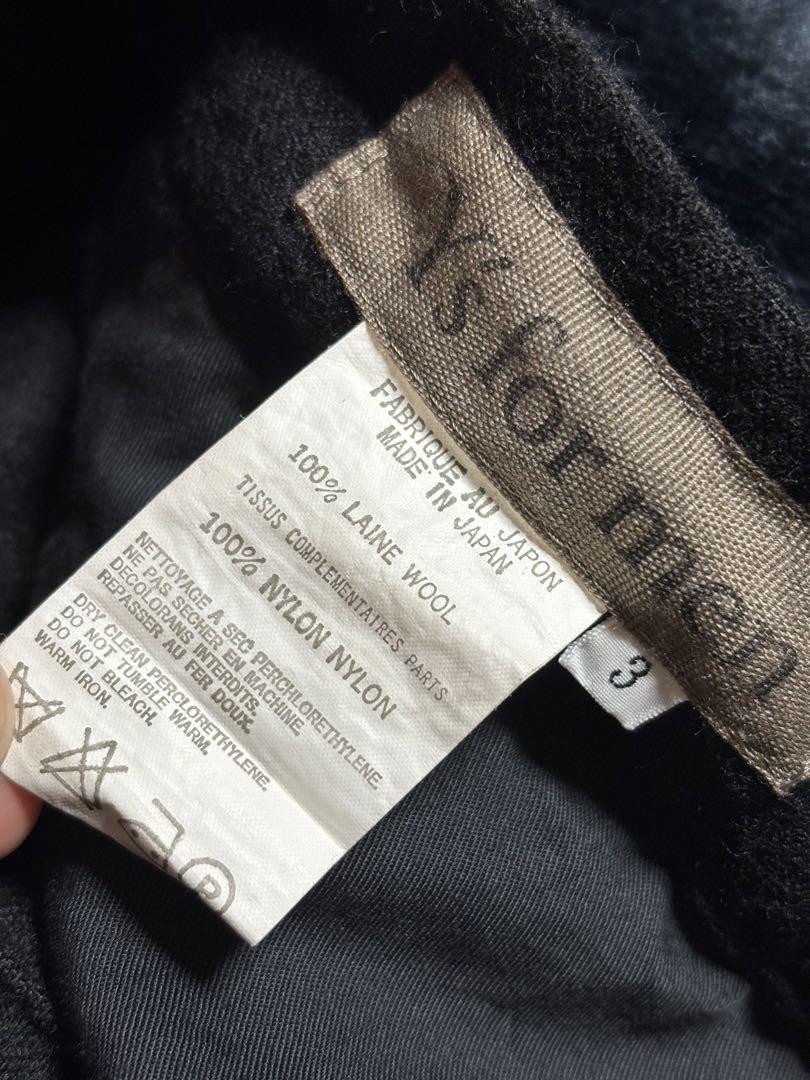 Y's for men
3
FABRIQUE AU JAPON
MADE IN JAPAN
100% LAINE WOOL
TISSUS COMPLEMENTAIRES PARTS
100% NYLON NYLON
NETTOYAGE A SEC PERCHLORETHYLENE
NE PAS SECHER EN MACHINE
DECOLORANS INTERDITS.
REPASSER AU FER DOUX.
DRY CLEAN PERCLORETHYLENE.
DO NOT TUMBLE WARM.
DO NOT BLEACH.
WARM IRON.
P